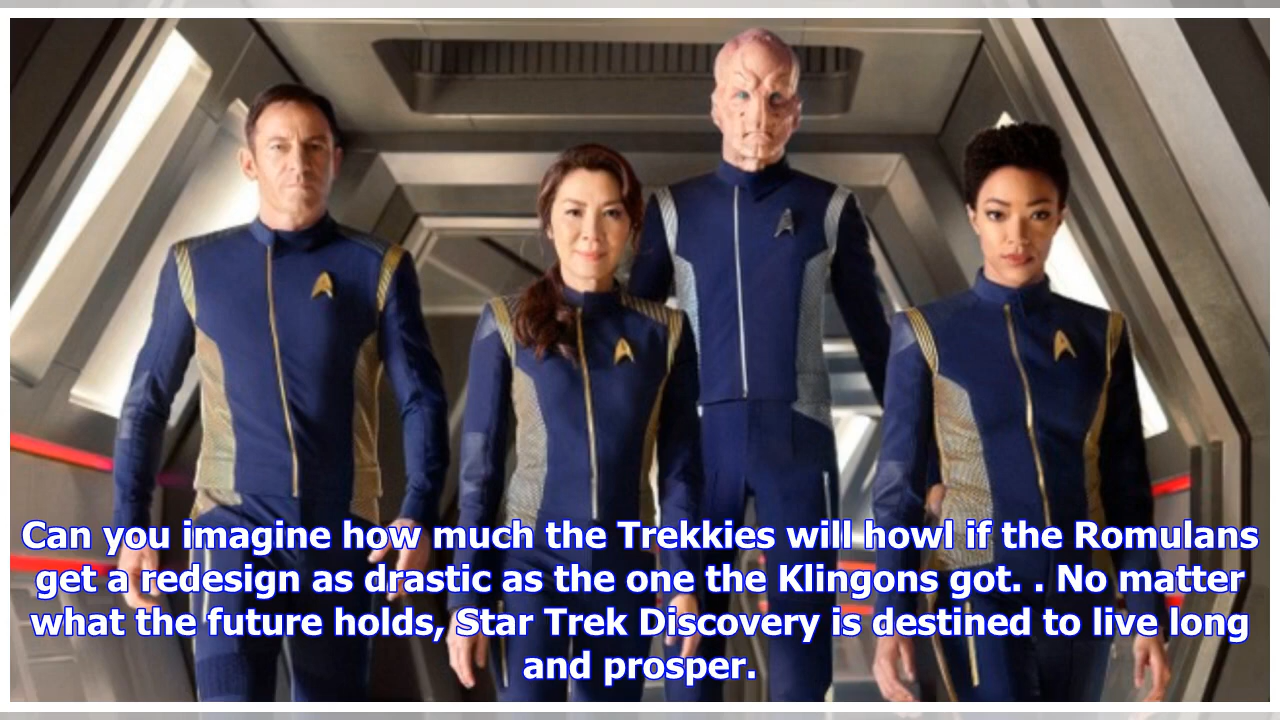 Can you imagine how much the Trekkies will howl if the Romulans
get a redesign as drastic as the one the Klingons got. . No matter
what the future holds, Star Trek Discovery is destined to live long
and prosper.